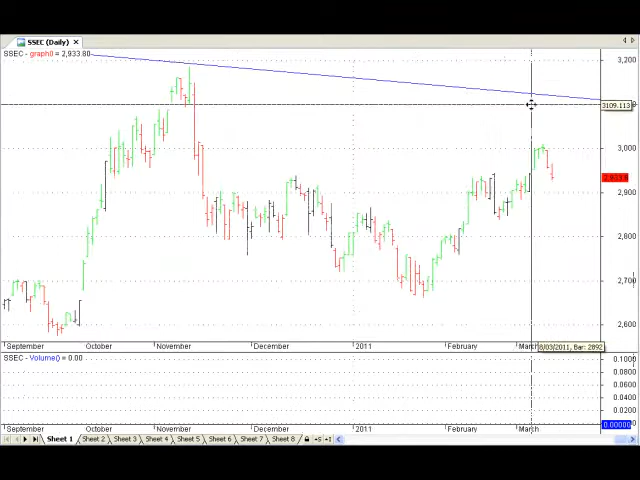 SSEC (Daily)
SSEC - graph0 = 2,933.80
3,200
3109.113
3,000
2,933.8
2,900
2,800
2,700
2,600
September October November December 2011 February March
6/03/2011, Bar: 2892
SSEC - Volume() = 0.00
0.1000
0.0800
0.0600
0.0400
0.0200
0.00000
September October November December 2011 February March
Sheet 1 Sheet 2 Sheet 3 Sheet 4 Sheet 5 Sheet 6 Sheet 7 Sheet 8